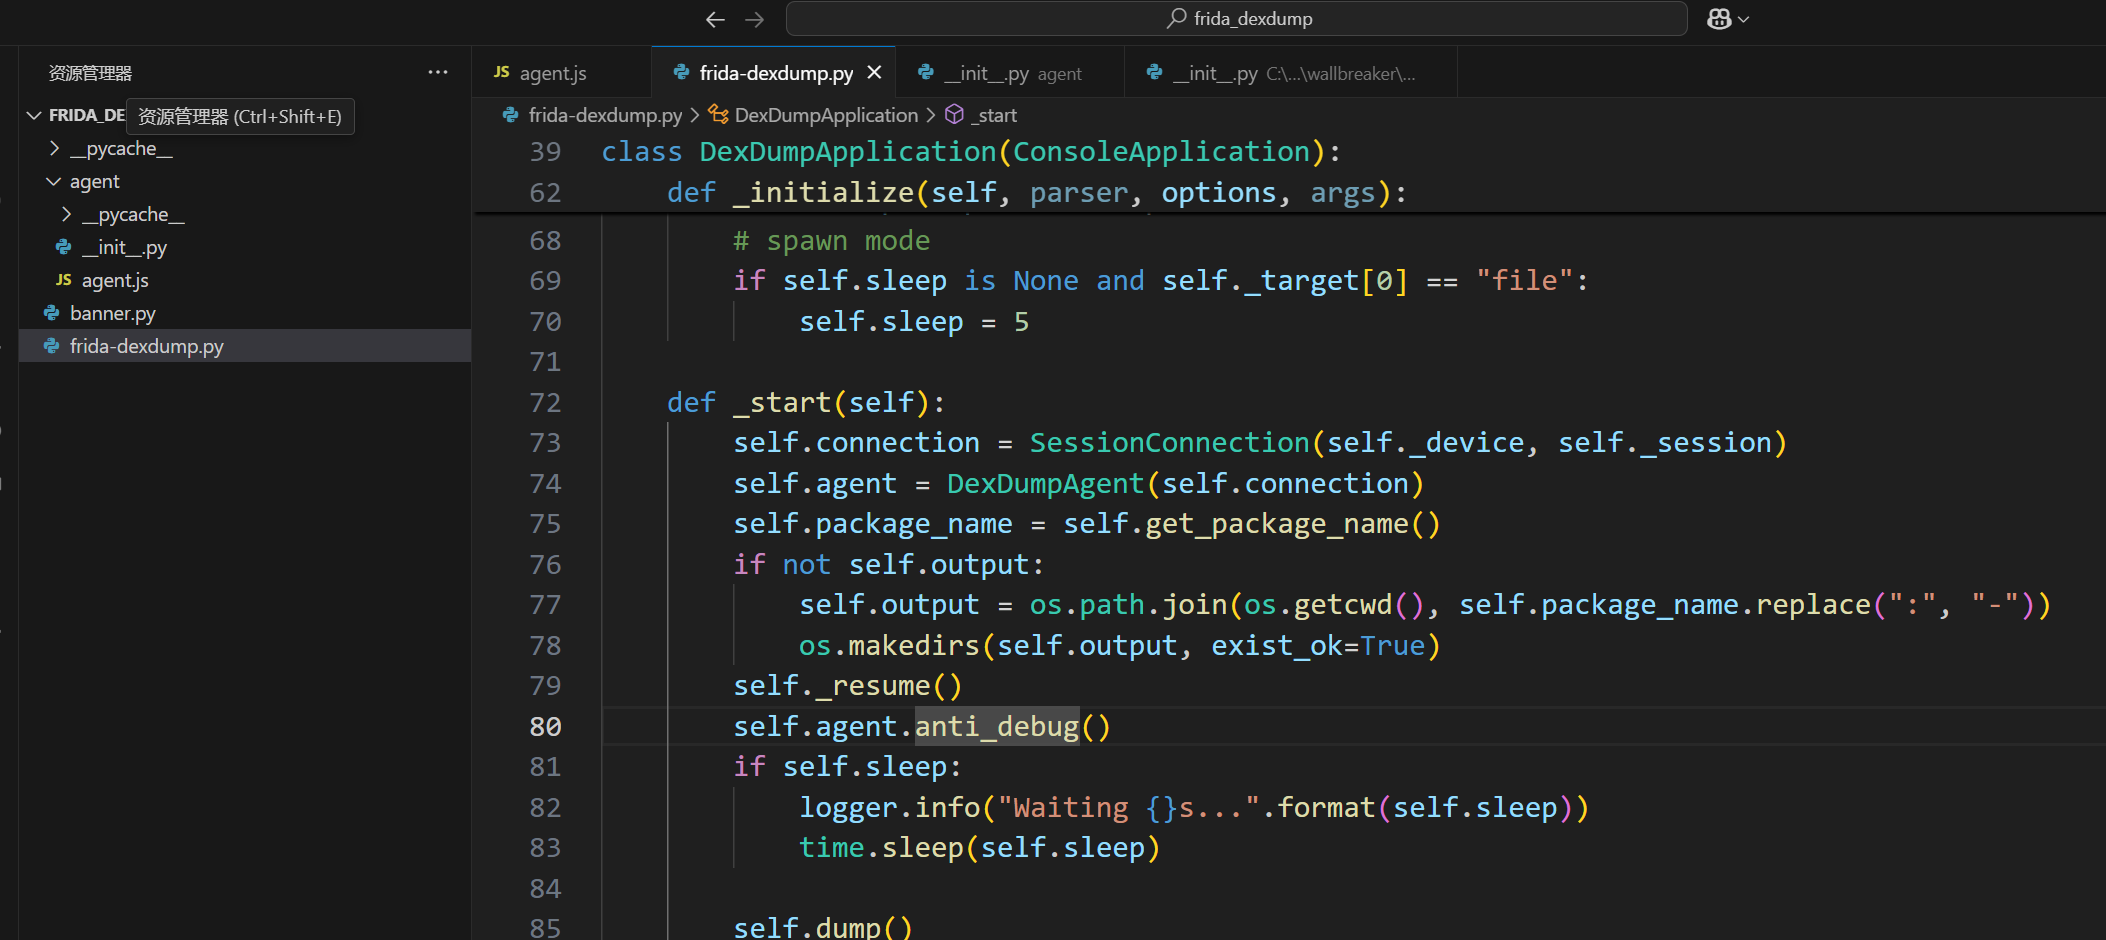 frida_dexdump
资源管理器
FRIDA_DE
资源管理器 (Ctrl+Shift+E)
__pycache__
agent
__pycache__
__init__.py
JS agent.js
banner.py
frida-dexdump.py
JS agent.js
frida-dexdump.py
__init__.py agent
__init__.py C:\...\wallbreaker\...
frida-dexdump.py > DexDumpApplication > _start
39 class DexDumpApplication(ConsoleApplication):
62 def _initialize(self, parser, options, args):
68 # spawn mode
69 if self.sleep is None and self._target[0] == "file":
70 self.sleep = 5
71
72 def _start(self):
73 self.connection = SessionConnection(self._device, self._session)
74 self.agent = DexDumpAgent(self.connection)
75 self.package_name = self.get_package_name()
76 if not self.output:
77 self.output = os.path.join(os.getcwd(), self.package_name.replace(":", "-"))
78 os.makedirs(self.output, exist_ok=True)
79 self._resume()
80 self.agent.anti_debug()
81 if self.sleep:
82 logger.info("Waiting {}s...".format(self.sleep))
83 time.sleep(self.sleep)
84
85 self.dump()